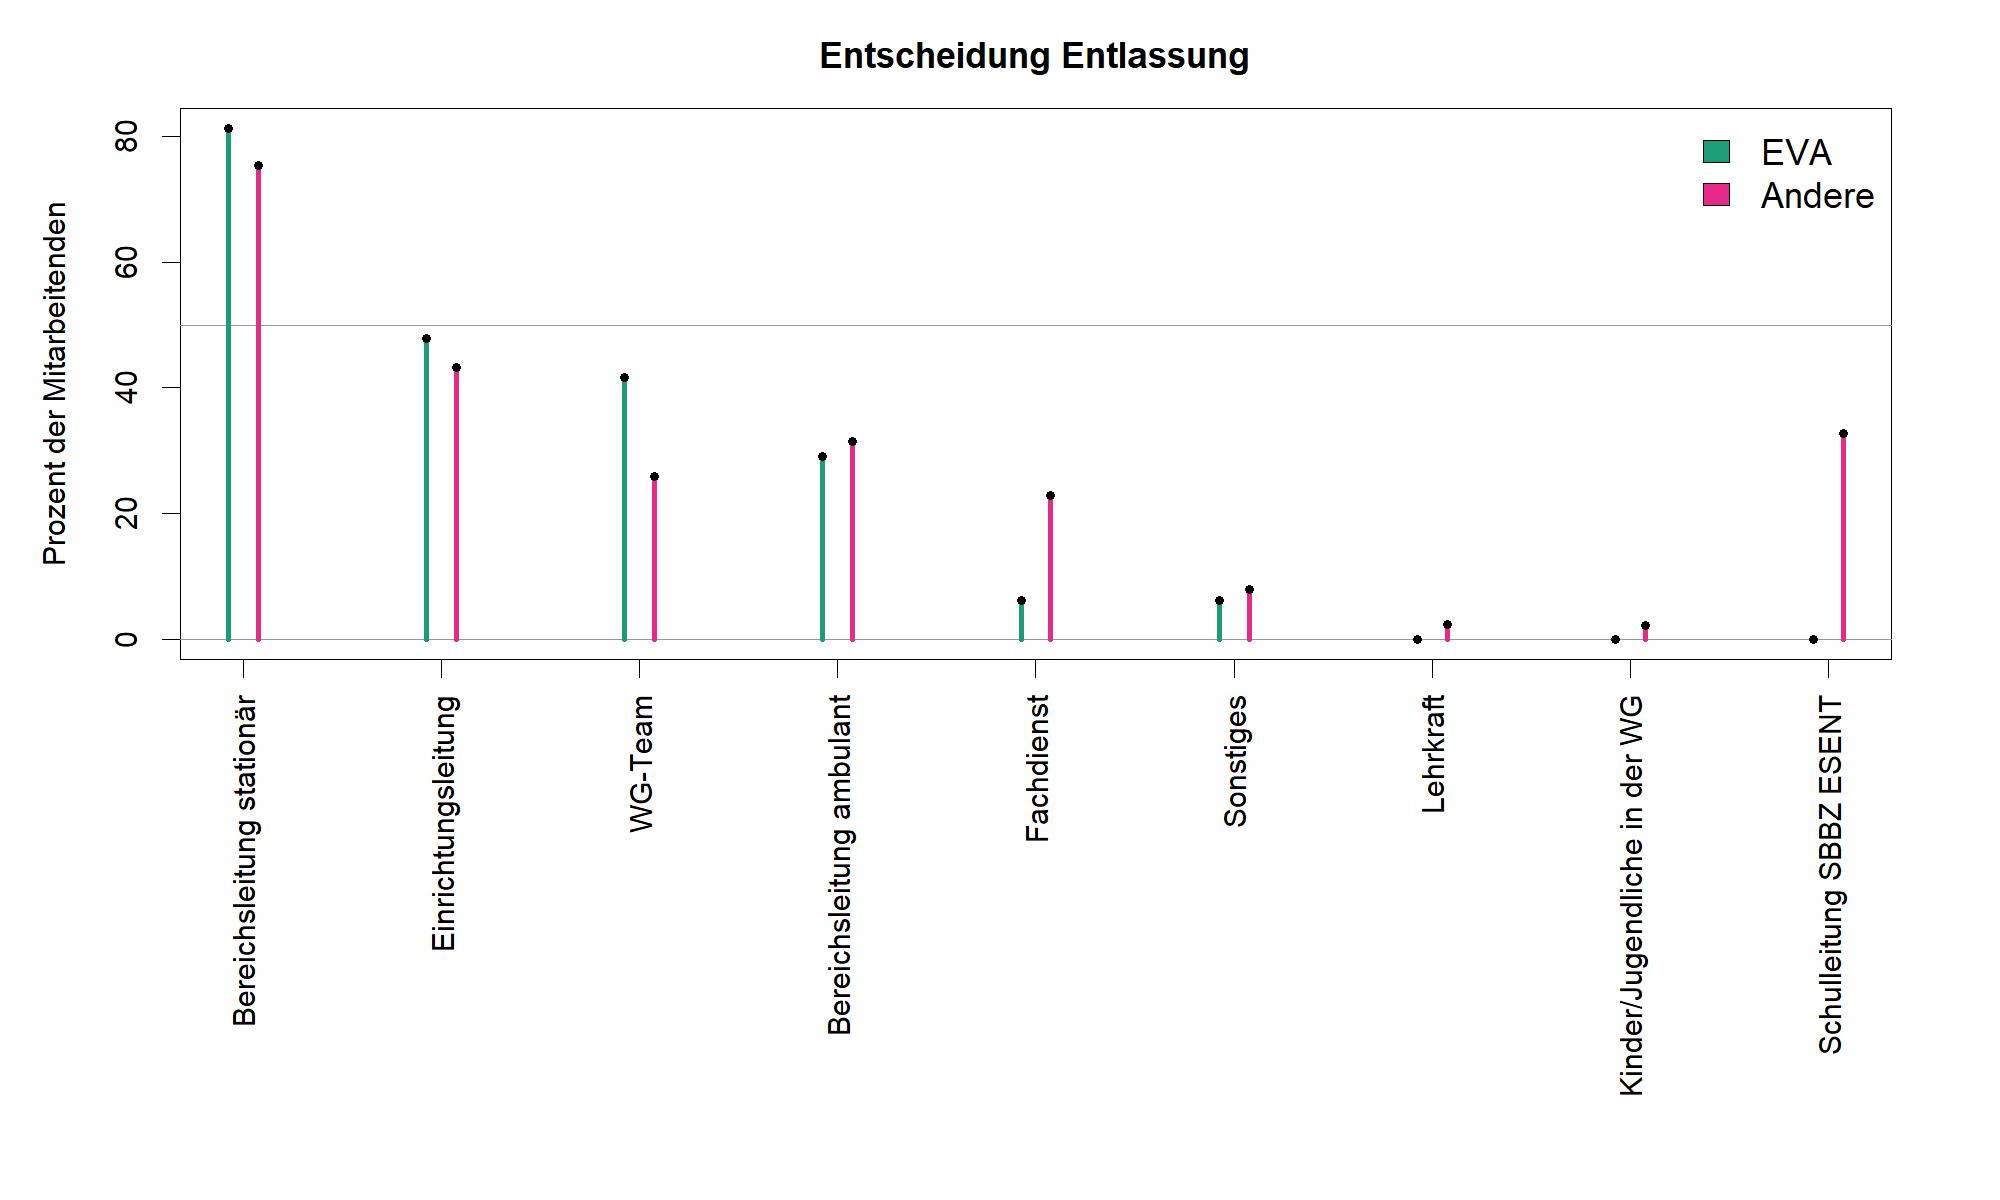 Entscheidung Entlassung
EVA
Andere
Prozent der Mitarbeitenden
80
60
40
20
0
Bereichsleitung stationär
Einrichtungsleitung
WG-Team
Bereichsleitung ambulant
Fachdienst
Sonstiges
Lehrkraft
Kinder/Jugendliche in der WG
Schulleitung SBBZ ESENT